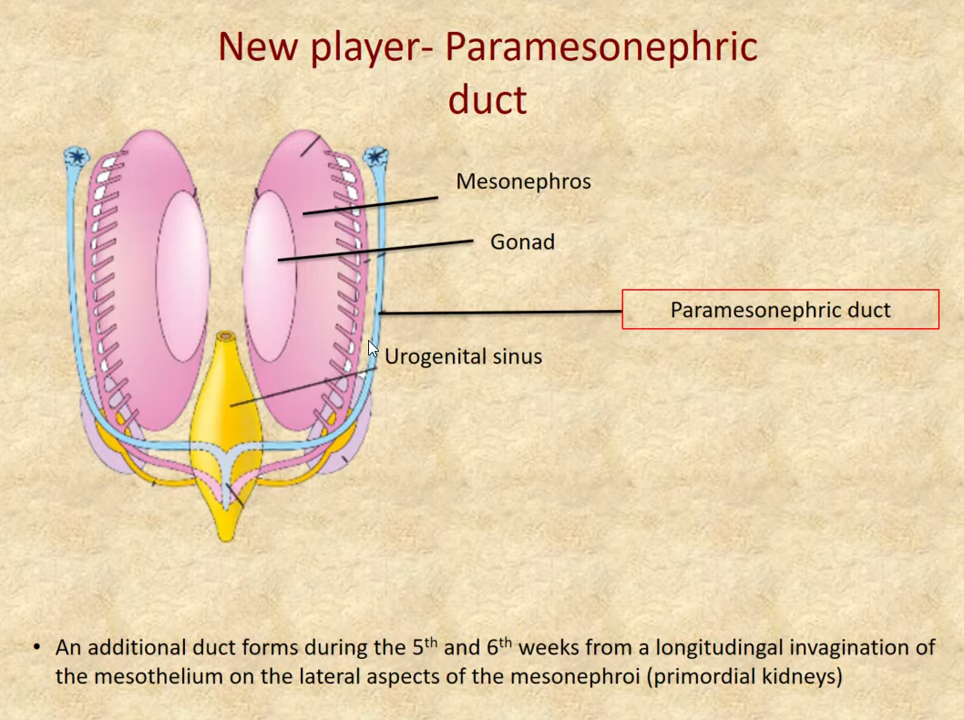 New player- Paramesonephric
duct
Mesonephros
Gonad
Paramesonephric duct
Urogenital sinus
• An additional duct forms during the 5th and 6th weeks from a longitudingal invagination of
the mesothelium on the lateral aspects of the mesonephroi (primordial kidneys)